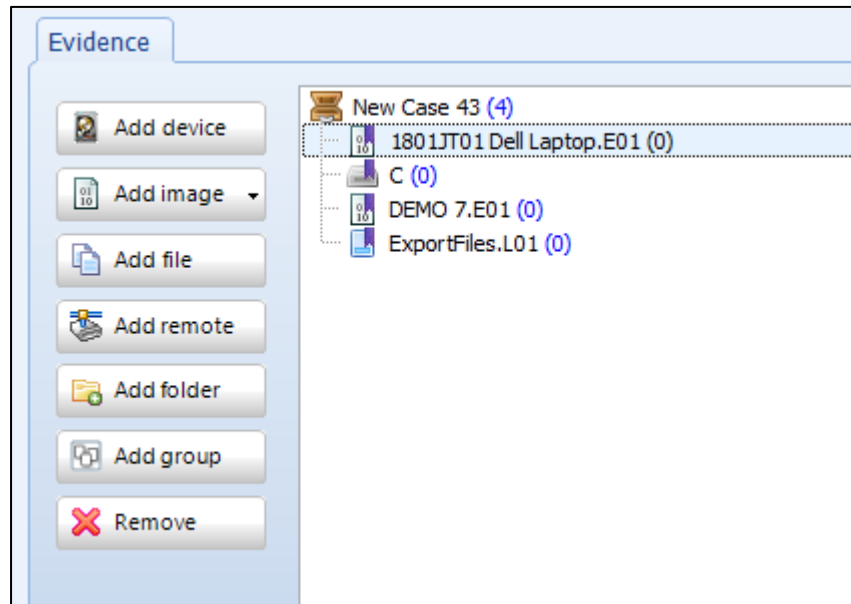 Evidence
Add device
Add image
Add file
Add remote
Add folder
Add group
Remove
New Case 43 (4)
1801JT01 Dell Laptop.E01 (0)
C (0)
DEMO 7.E01 (0)
ExportFiles.L01 (0)